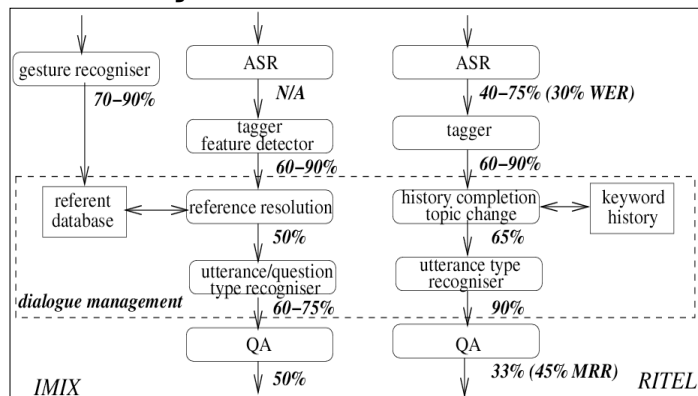 gesture recogniser
70–90%
ASR
N/A
tagger
feature detector
60–90%
referent
database
reference resolution
50%
utterance/question
type recogniser
60–75%
dialogue management
QA
50%
IMIX
ASR
40–75% (30% WER)
tagger
60–90%
history completion
topic change
65%
keyword
history
utterance type
recogniser
90%
QA
33% (45% MRR)
RITEL